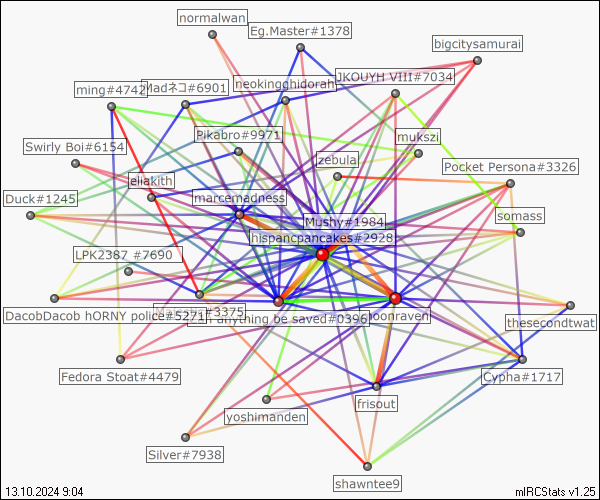 normalwan
Eg.Master#1378
bigcitysamurai
JKOUYH VIII#7034
neokingghidorah
Madネコ#6901
ming#4742
Pikabro#9971
mukszi
Swirly Boi#6154
zebula
Pocket Persona#3326
eliakith
Duck#1245
marcemadness
somass
Mushy#1984
hispancpancakes#2928
LPK2387 #7690
#3375
DacobDacob hORNY police#5271
anything be saved#0396
thesecondtwat
Fedora Stoat#4479
Cypha#1717
frisout
yoshimanden
Silver#7938
shawntee9
13.10.2024 9:04
mIRCStats v1.25